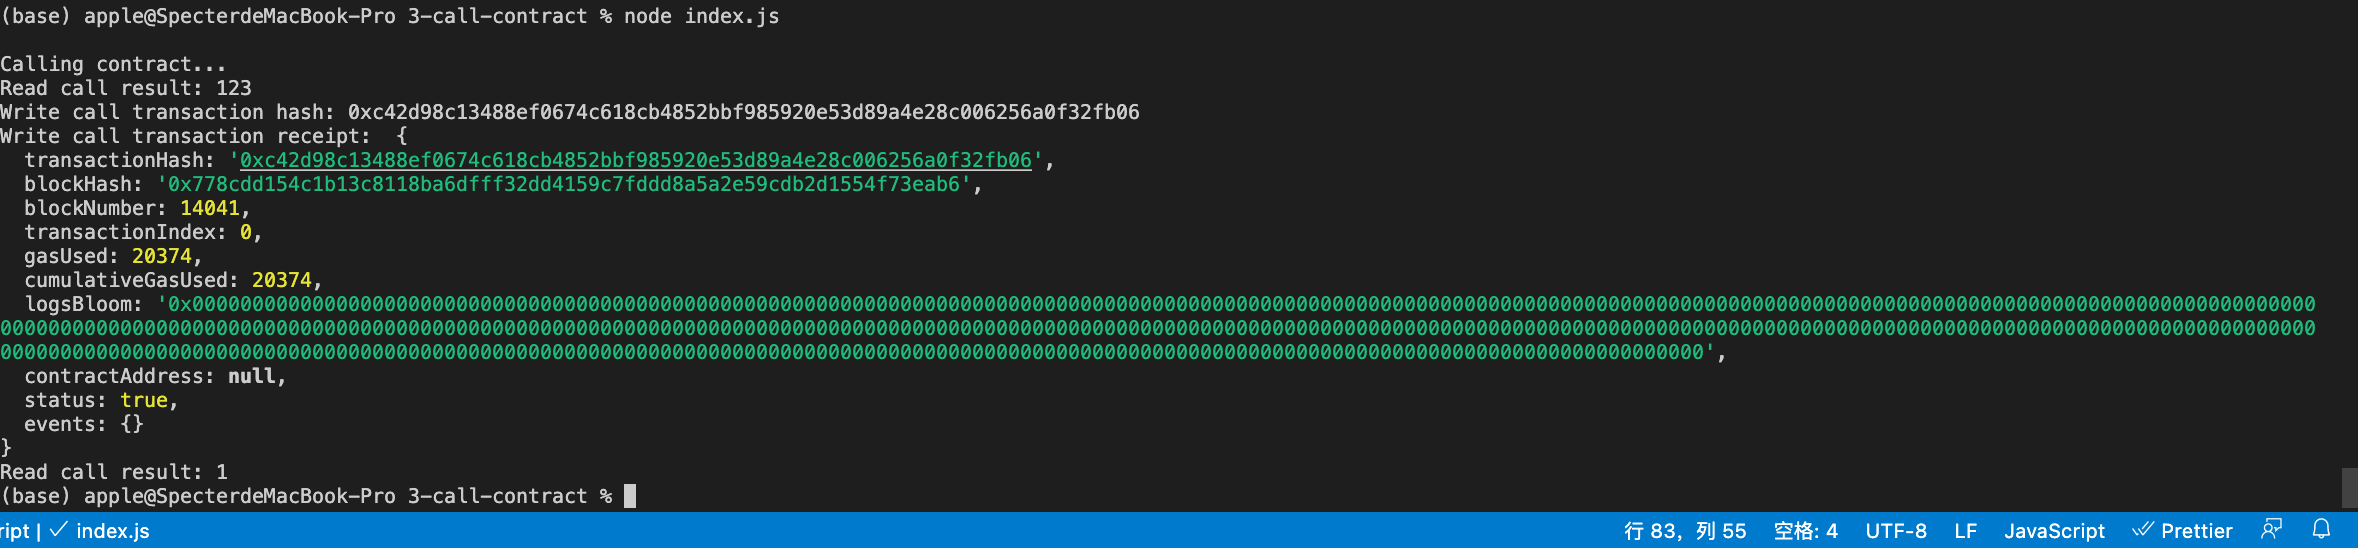 (base) apple@SpecterdeMacBook-Pro 3-call-contract % node index.js
Calling contract...
Read call result: 123
Write call transaction hash: 0xc42d98c13488ef0674c618cb4852bbf985920e53d89a4e28c006256a0f32fb06
Write call transaction receipt:  {
  transactionHash: '0xc42d98c13488ef0674c618cb4852bbf985920e53d89a4e28c006256a0f32fb06',
  blockHash: '0x778cdd154c1b13c8118ba6dfff32dd4159c7fddd8a5a2e59cdb2d1554f73eab6',
  blockNumber: 14041,
  transactionIndex: 0,
  gasUsed: 20374,
  cumulativeGasUsed: 20374,
  logsBloom: '0x00000000000000000000000000000000000000000000000000000000000000000000000000000000000000000000000000000000000000000000000000000000000000000000000000000000000000000000000000000000
0000000000000000000000000000000000000000000000000000000000000000000000000000000000000000000000000000000000000000000000000000000000000000000000000000000000000000000000000000000000000000000000000
0000000000000000000000000000000000000000000000000000000000000000000000000000000000000000000000000000000000000000000000000000000000000000000000',
  contractAddress: null,
  status: true,
  events: {}
}
Read call result: 1
(base) apple@SpecterdeMacBook-Pro 3-call-contract %
ript | ✓ index.js 行 83，列 55 空格: 4 UTF-8 LF JavaScript Prettier